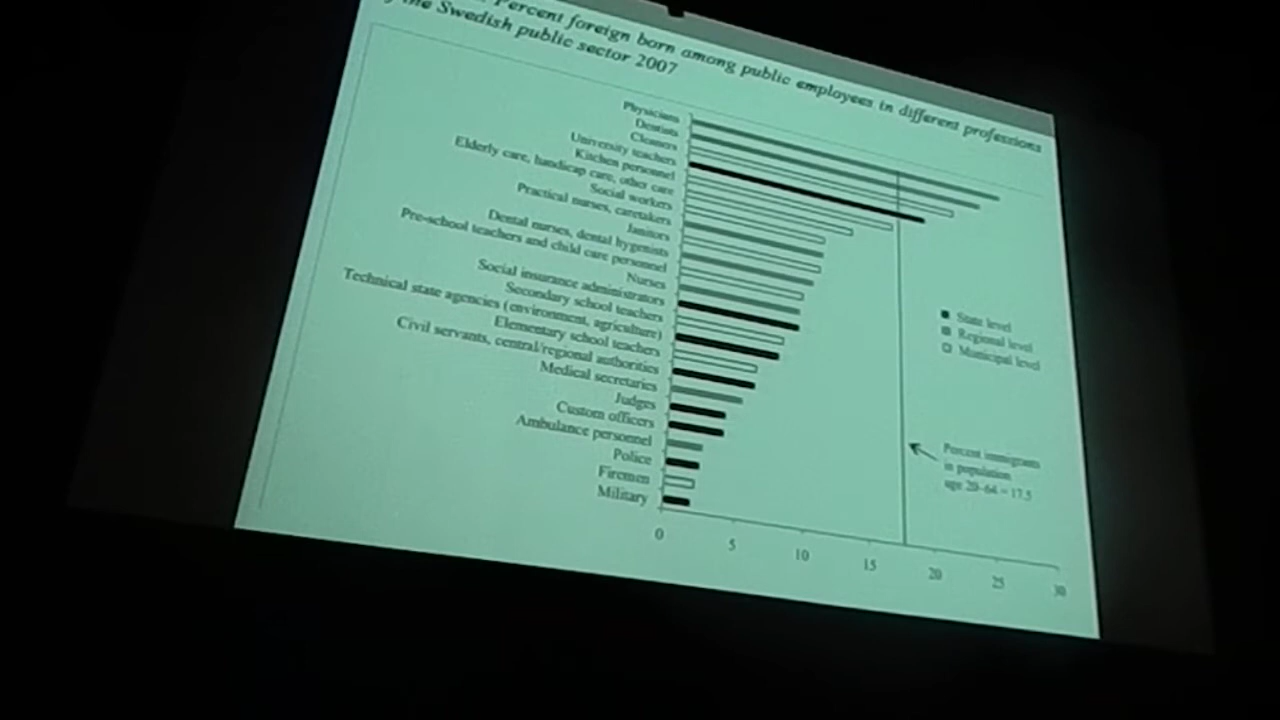 Percent foreign born among public employees in different professions
the Swedish public sector 2007
Physicians
Dentists
Cleaners
University teachers
Kitchen personnel
Elderly care, handicap care, other care
Social workers
Practical nurses, caretakers
Janitors
Dental nurses, dental hygenists
Pre-school teachers and child care personnel
Nurses
Social insurance administrators
Secondary school teachers
Technical state agencies (environment, agriculture)
Elementary school teachers
Civil servants, central/regional authorities
Medical secretaries
Judges
Custom officers
Ambulance personnel
Police
Firemen
Military
State level
Regional level
Municipal level
Percent immigrants
in population
age 20-64 = 17.5
0 5 10 15 20 25 30